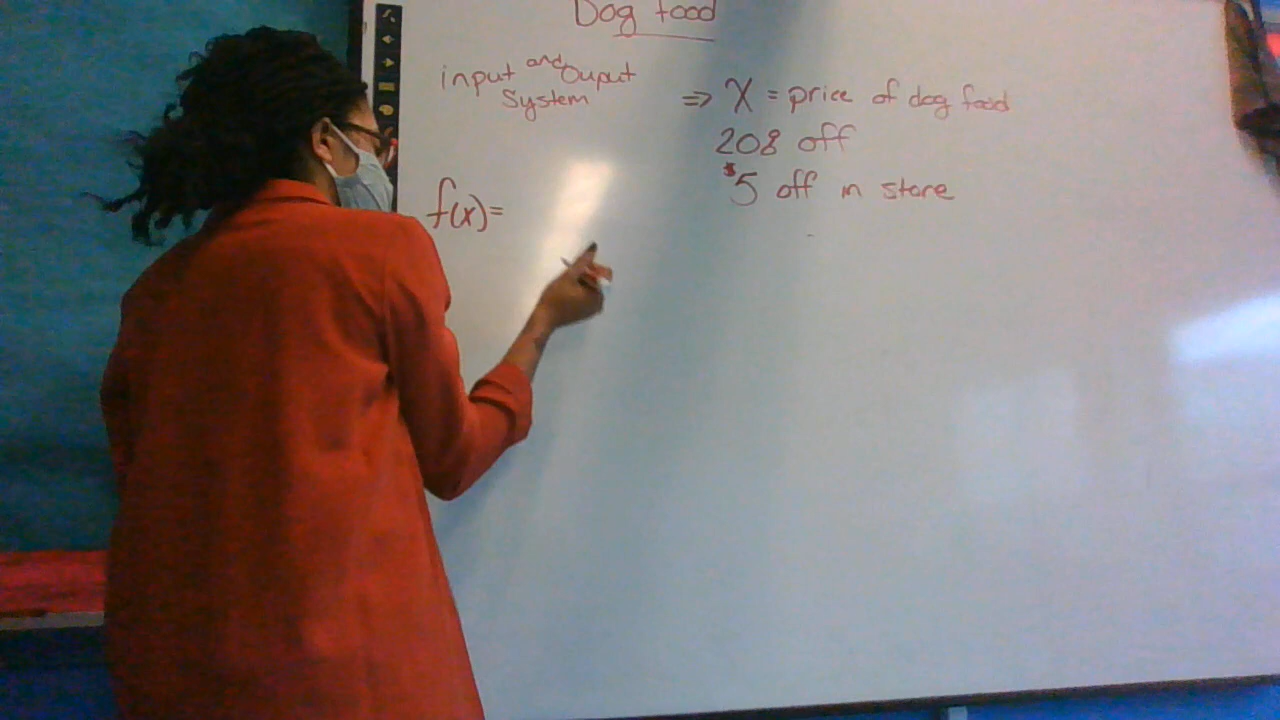 Dog food
input and Ouput
System
⇒ X = price of dog food
208 off
$5 off in store
f(x)=